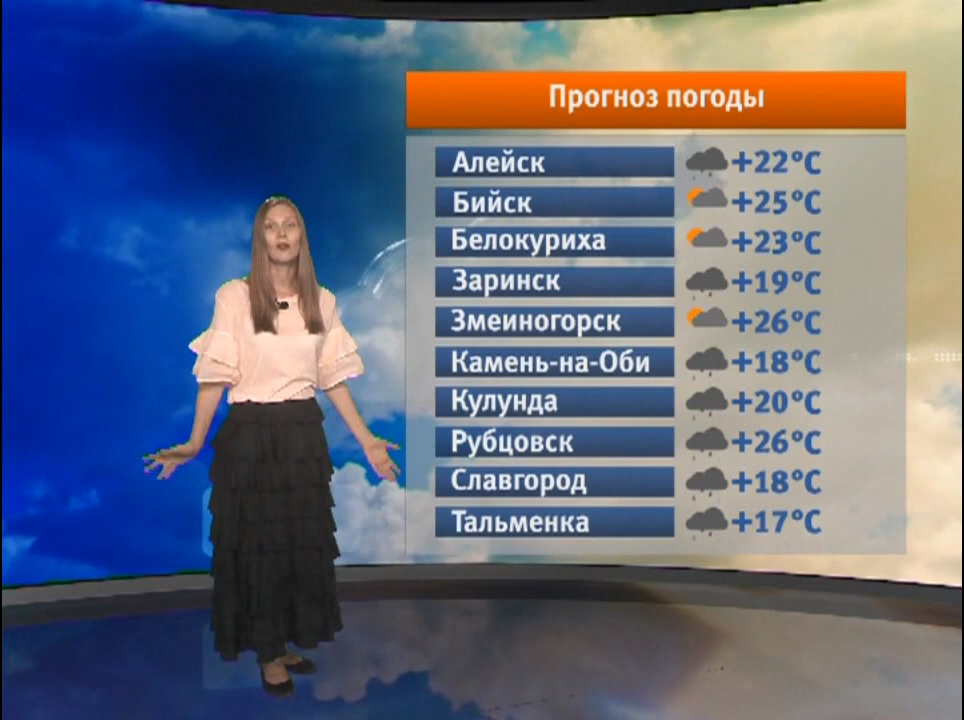 Прогноз погоды
Алейск +22°C
Бийск +25°C
Белокуриха +23°C
Заринск +19°C
Змеиногорск +26°C
Камень-на-Оби +18°C
Кулунда +20°C
Рубцовск +26°C
Славгород +18°C
Тальменка +17°C